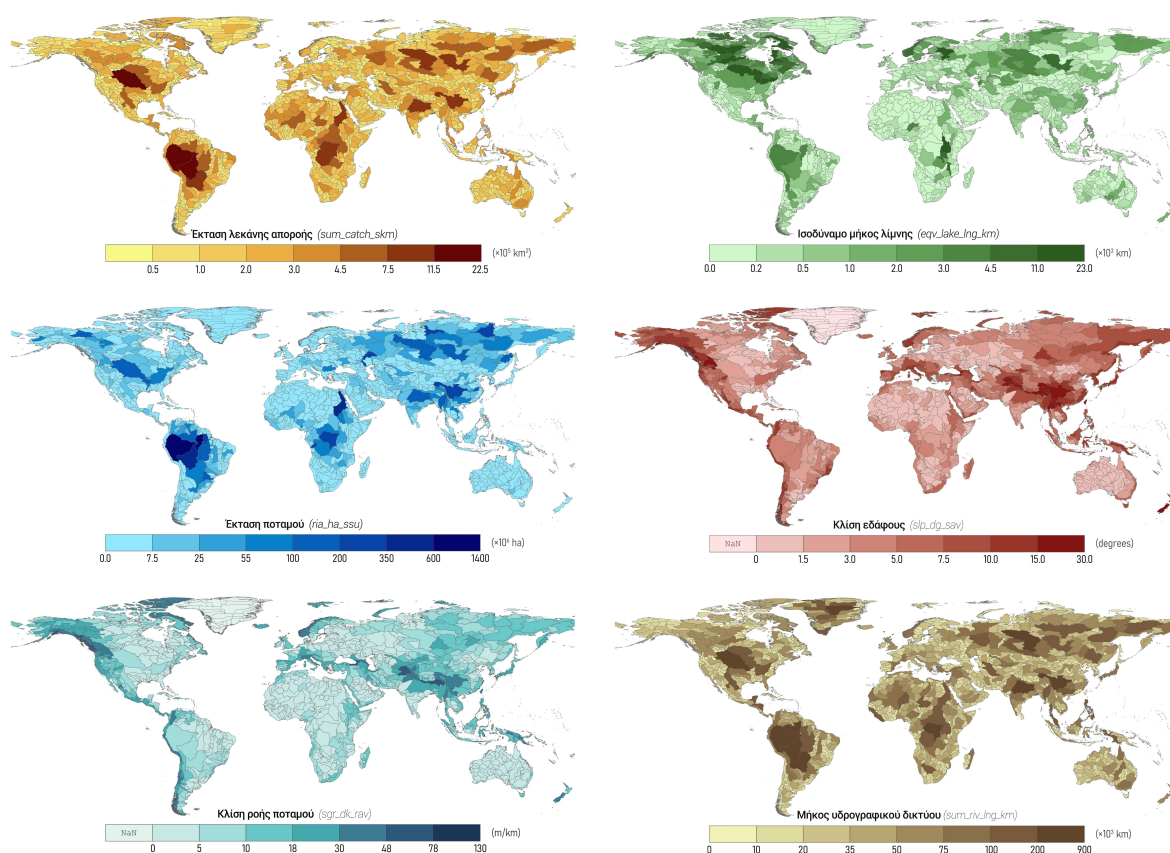 Έκταση λεκάνης απορροής (sum_catch_skm)
(×10⁵ km²)
0.5 1.0 2.0 3.0 4.5 7.5 11.5 22.5
Ισοδύναμο μήκος λίμνης (eqv_lake_lng_km)
(×10³ km)
0.0 0.2 0.5 1.0 2.0 3.0 4.5 11.0 23.0
Έκταση ποταμού (ria_ha_ssu)
(×10⁶ ha)
0.0 7.5 25 55 100 200 350 600 1400
Κλίση εδάφους (slp_dg_sav)
NaN (degrees)
0 1.5 3.0 5.0 7.5 10.0 15.0 30.0
Κλίση ροής ποταμού (sgr_dk_rav)
NaN (m/km)
0 5 10 18 30 48 78 130
Μήκος υδρογραφικού δικτύου (sum_riv_lng_km)
(×10³ km)
0 10 20 35 50 75 100 200 900